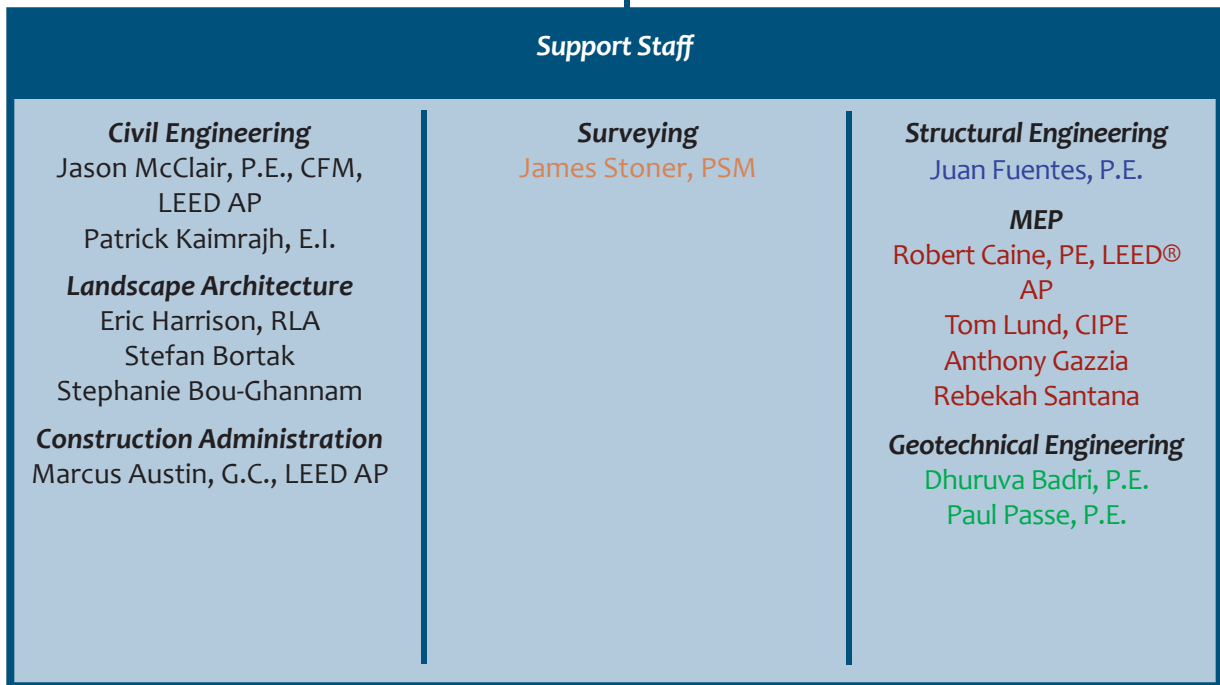 Support Staff
Civil Engineering
Jason McClair, P.E., CFM,
LEED AP
Patrick Kaimrajh, E.I.
Landscape Architecture
Eric Harrison, RLA
Stefan Bortak
Stephanie Bou-Ghannam
Construction Administration
Marcus Austin, G.C., LEED AP
Surveying
James Stoner, PSM
Structural Engineering
Juan Fuentes, P.E.
MEP
Robert Caine, PE, LEED®
AP
Tom Lund, CIPE
Anthony Gazzia
Rebekah Santana
Geotechnical Engineering
Dhuruva Badri, P.E.
Paul Passe, P.E.